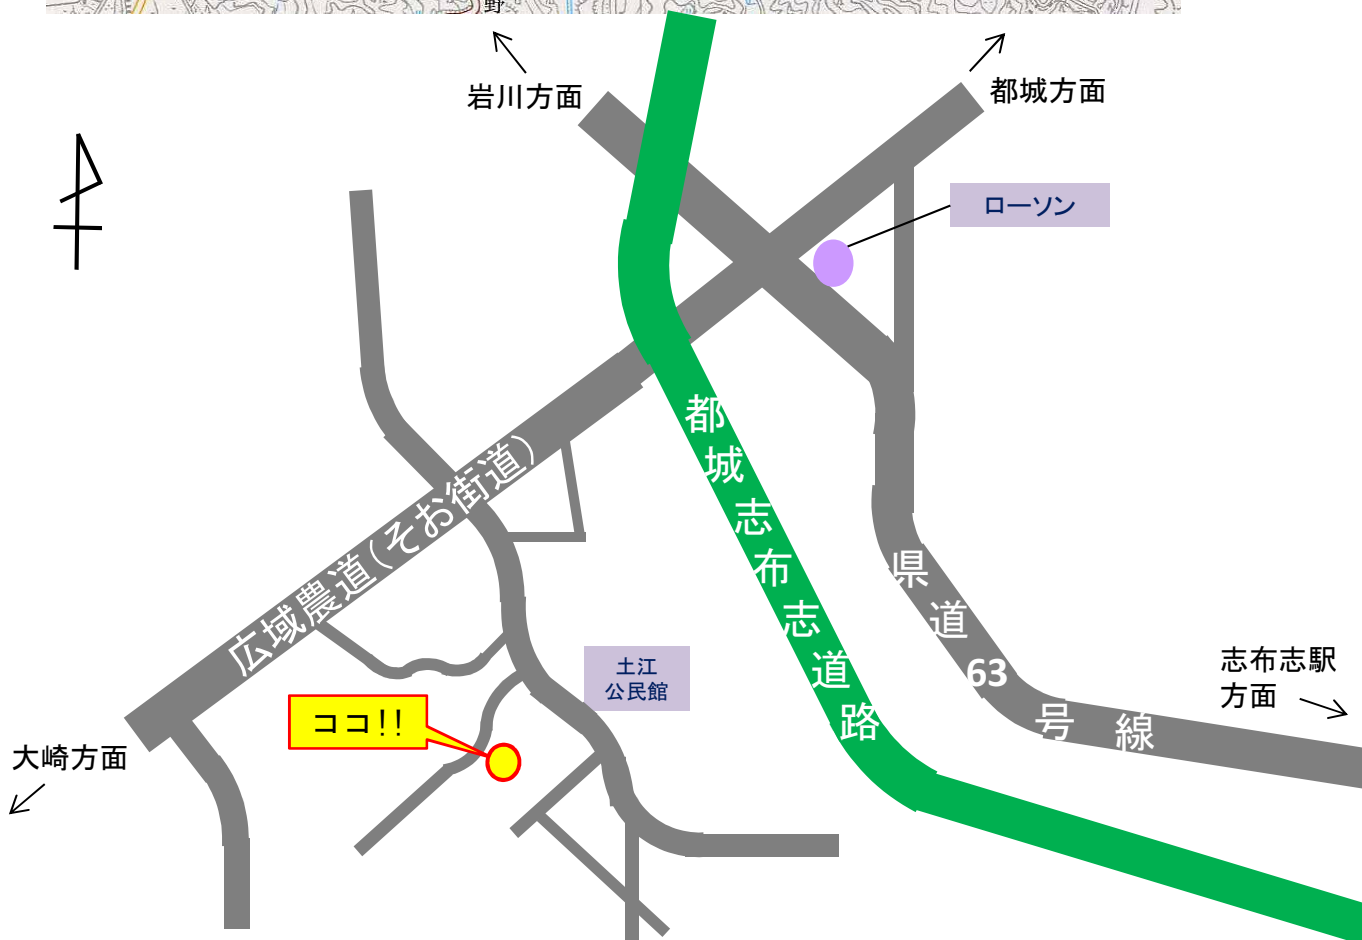 野
岩川方面
都城方面
ローソン
都城志布志道路
広域農道(そお街道)
県道63号線
土江
公民館
志布志駅
方面
ココ!!
大崎方面